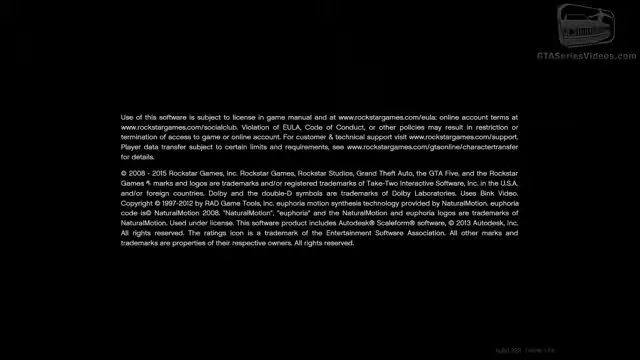 GTASeriesVideos.com
Use of this software is subject to license in game manual and at www.rockstargames.com/eula; online account terms at
www.rockstargames.com/socialclub. Violation of EULA, Code of Conduct, or other policies may result in restriction or
termination of access to game or online account. For customer & technical support visit www.rockstargames.com/support.
Player data transfer subject to certain limits and requirements, see www.rockstargames.com/gtaonline/charactertransfer
for details.
© 2008 - 2015 Rockstar Games, Inc. Rockstar Games, Rockstar Studios, Grand Theft Auto, the GTA Five, and the Rockstar
Games marks and logos are trademarks and/or registered trademarks of Take-Two Interactive Software, Inc. in the U.S.A.
and/or foreign countries. Dolby and the double-D symbols are trademarks of Dolby Laboratories. Uses Bink Video.
Copyright © 1997-2012 by RAD Game Tools, Inc. euphoria motion synthesis technology provided by NaturalMotion. euphoria
code is© NaturalMotion 2008. "NaturalMotion", "euphoria" and the NaturalMotion and euphoria logos are trademarks of
NaturalMotion. Used under license. This software product includes Autodesk® Scaleform® software, © 2013 Autodesk, Inc.
All rights reserved. The ratings icon is a trademark of the Entertainment Software Association. All other marks and
trademarks are properties of their respective owners. All rights reserved.